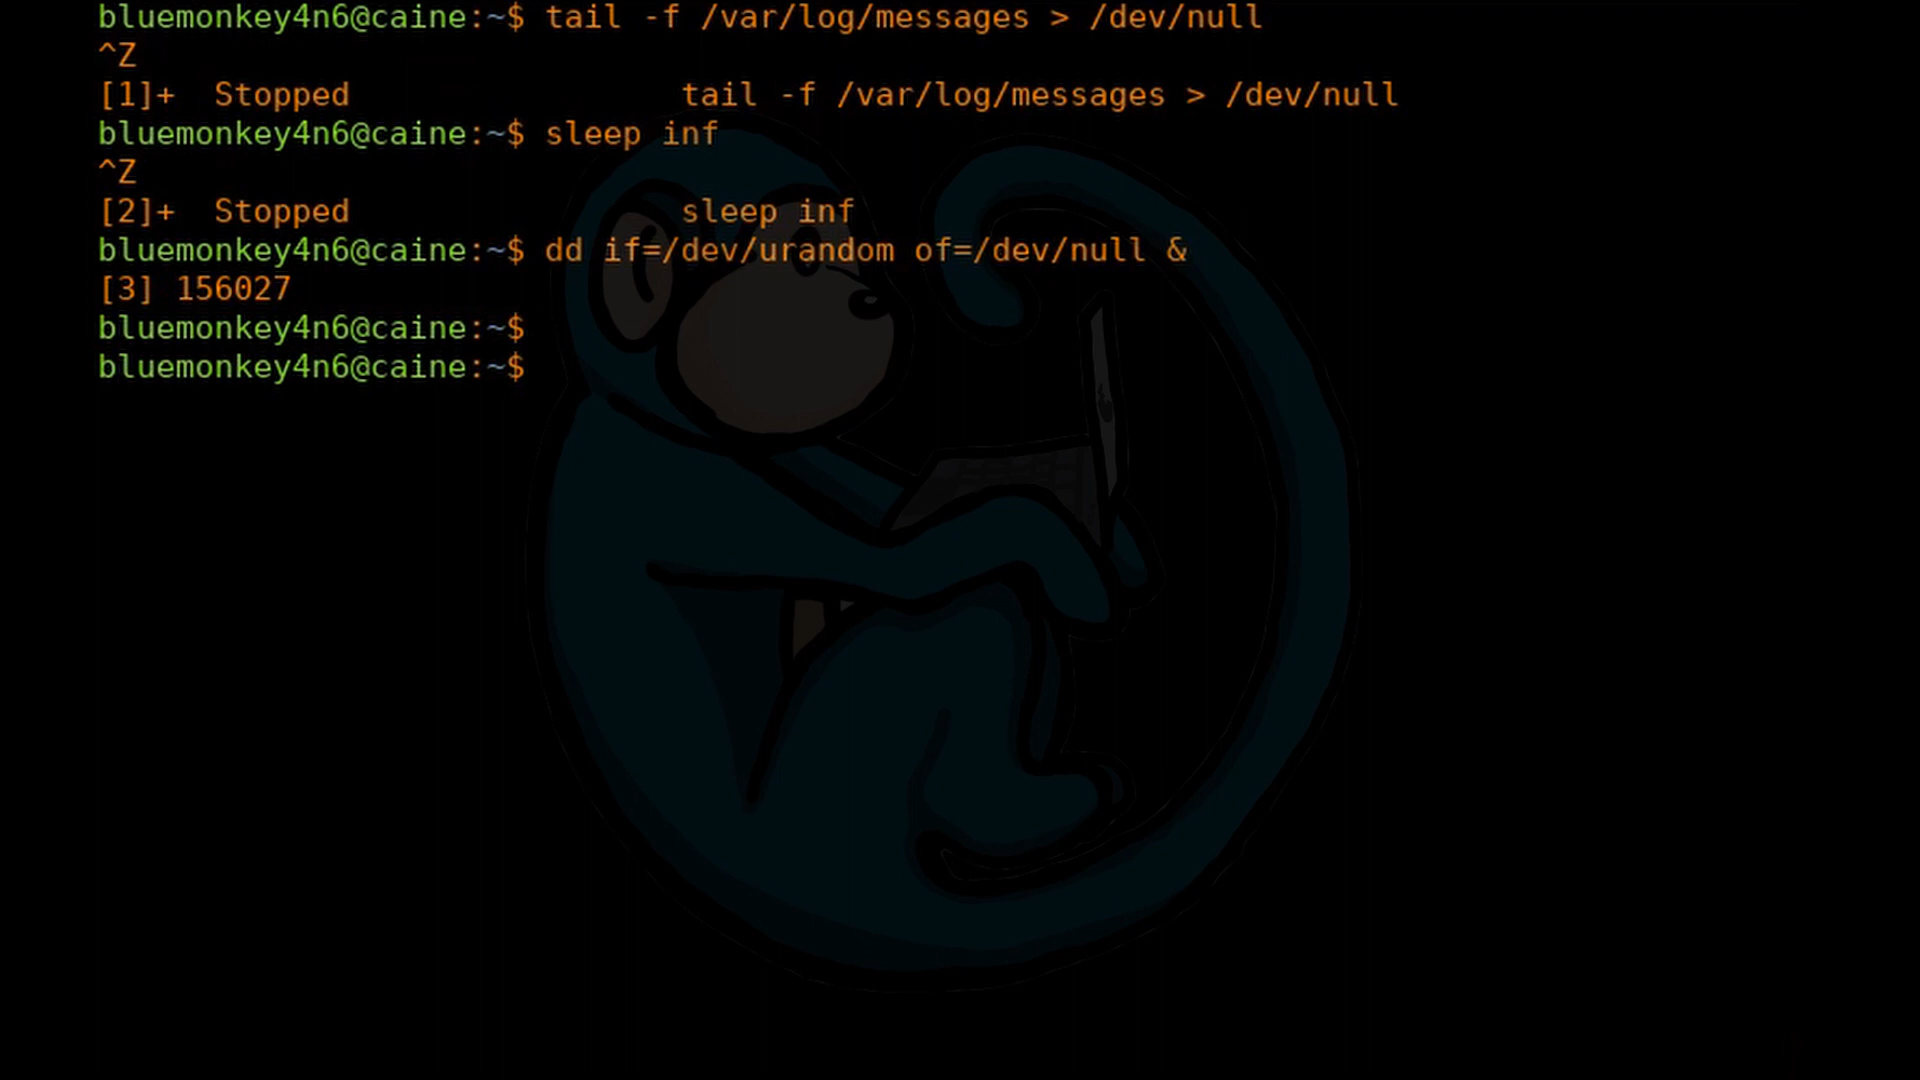 bluemonkey4n6@caine:~$ tail -f /var/log/messages > /dev/null
^Z
[1]+  Stopped                 tail -f /var/log/messages > /dev/null
bluemonkey4n6@caine:~$ sleep inf
^Z
[2]+  Stopped                 sleep inf
bluemonkey4n6@caine:~$ dd if=/dev/urandom of=/dev/null &
[3] 156027
bluemonkey4n6@caine:~$
bluemonkey4n6@caine:~$